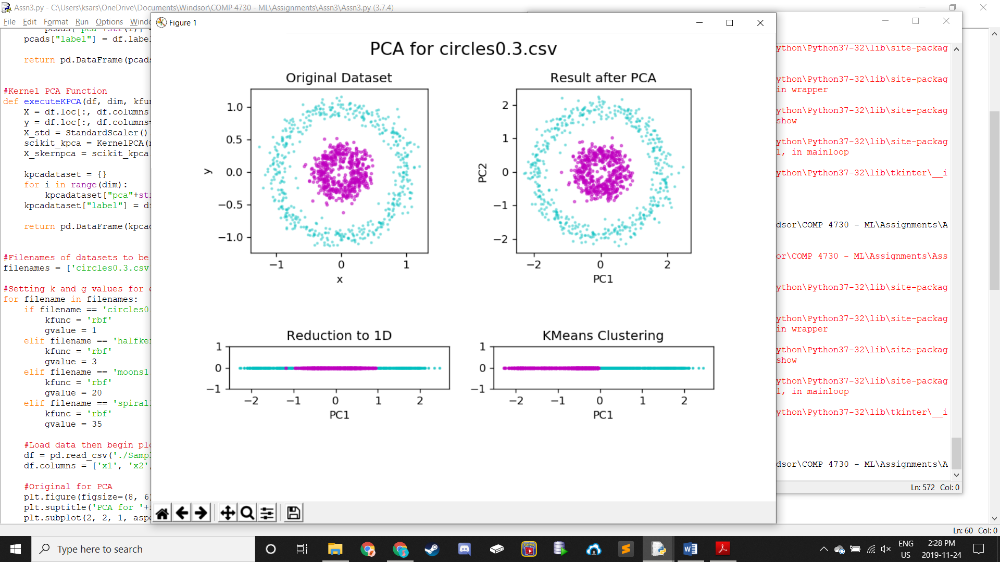 Assn3.py - C:\Users\ksars\OneDrive\Documents\Windsor\COMP 4730 - ML\Assignments\Assn3\Assn3.py (3.7.4)
File Edit Format Run Options
pcads["label"] = df.label
return pd.DataFrame(pcads
#Kernel PCA Function
def executeKPCA(df, dim, kfun
X = df.loc[:, df.columns
y = df.loc[:, df.columns=
X_std = StandardScaler()
scikit_kpca = KernelPCA(n
X_skernpca = scikit_kpca.
kpcadataset = {}
for i in range(dim):
kpcadataset["pca"+str
kpcadataset["label"] = d
return pd.DataFrame(kpcad
#Filenames of datasets to be
filenames = ['circles0.3.csv'
#Setting k and g values for e
for filename in filenames:
if filename == 'circles0
kfunc = 'rbf'
gvalue = 1
elif filename == 'halfker
kfunc = 'rbf'
gvalue = 3
elif filename == 'moons1
kfunc = 'rbf'
gvalue = 20
elif filename == 'spiral1
kfunc = 'rbf'
gvalue = 35
#Load data then begin plo
df = pd.read_csv('./Sampl
df.columns = ['x1', 'x2',
#Original for PCA
plt.figure(figsize=(8, 6)
plt.suptitle('PCA for '+
plt.subplot(2, 2, 1, aspe
Figure 1
PCA for circles0.3.csv
Original Dataset
1.0
0.5
0.0
−0.5
−1.0
y
−1 0 1
x
Result after PCA
2
1
0
−1
−2
PC2
−2 0 2
PC1
Reduction to 1D
1
0
−1
−2 −1 0 1 2
PC1
KMeans Clustering
1
0
−1
−2 −1 0 1 2
PC1
ython\Python37-32\lib\site-packag
ython\Python37-32\lib\site-packag
in wrapper
ython\Python37-32\lib\site-packag
show
ython\Python37-32\lib\site-packag
1, in mainloop
ython\Python37-32\lib\tkinter\__i
dsor\COMP 4730 - ML\Assignments\A
or\COMP 4730 - ML\Assignments\Ass
ython\Python37-32\lib\site-packag
ython\Python37-32\lib\site-packag
in wrapper
ython\Python37-32\lib\site-packag
show
ython\Python37-32\lib\site-packag
1, in mainloop
ython\Python37-32\lib\tkinter\__i
dsor\COMP 4730 - ML\Assignments\A
Ln: 572 Col: 0
Ln: 60 Col: 0
Type here to search
ENG
US
2:28 PM
2019-11-24